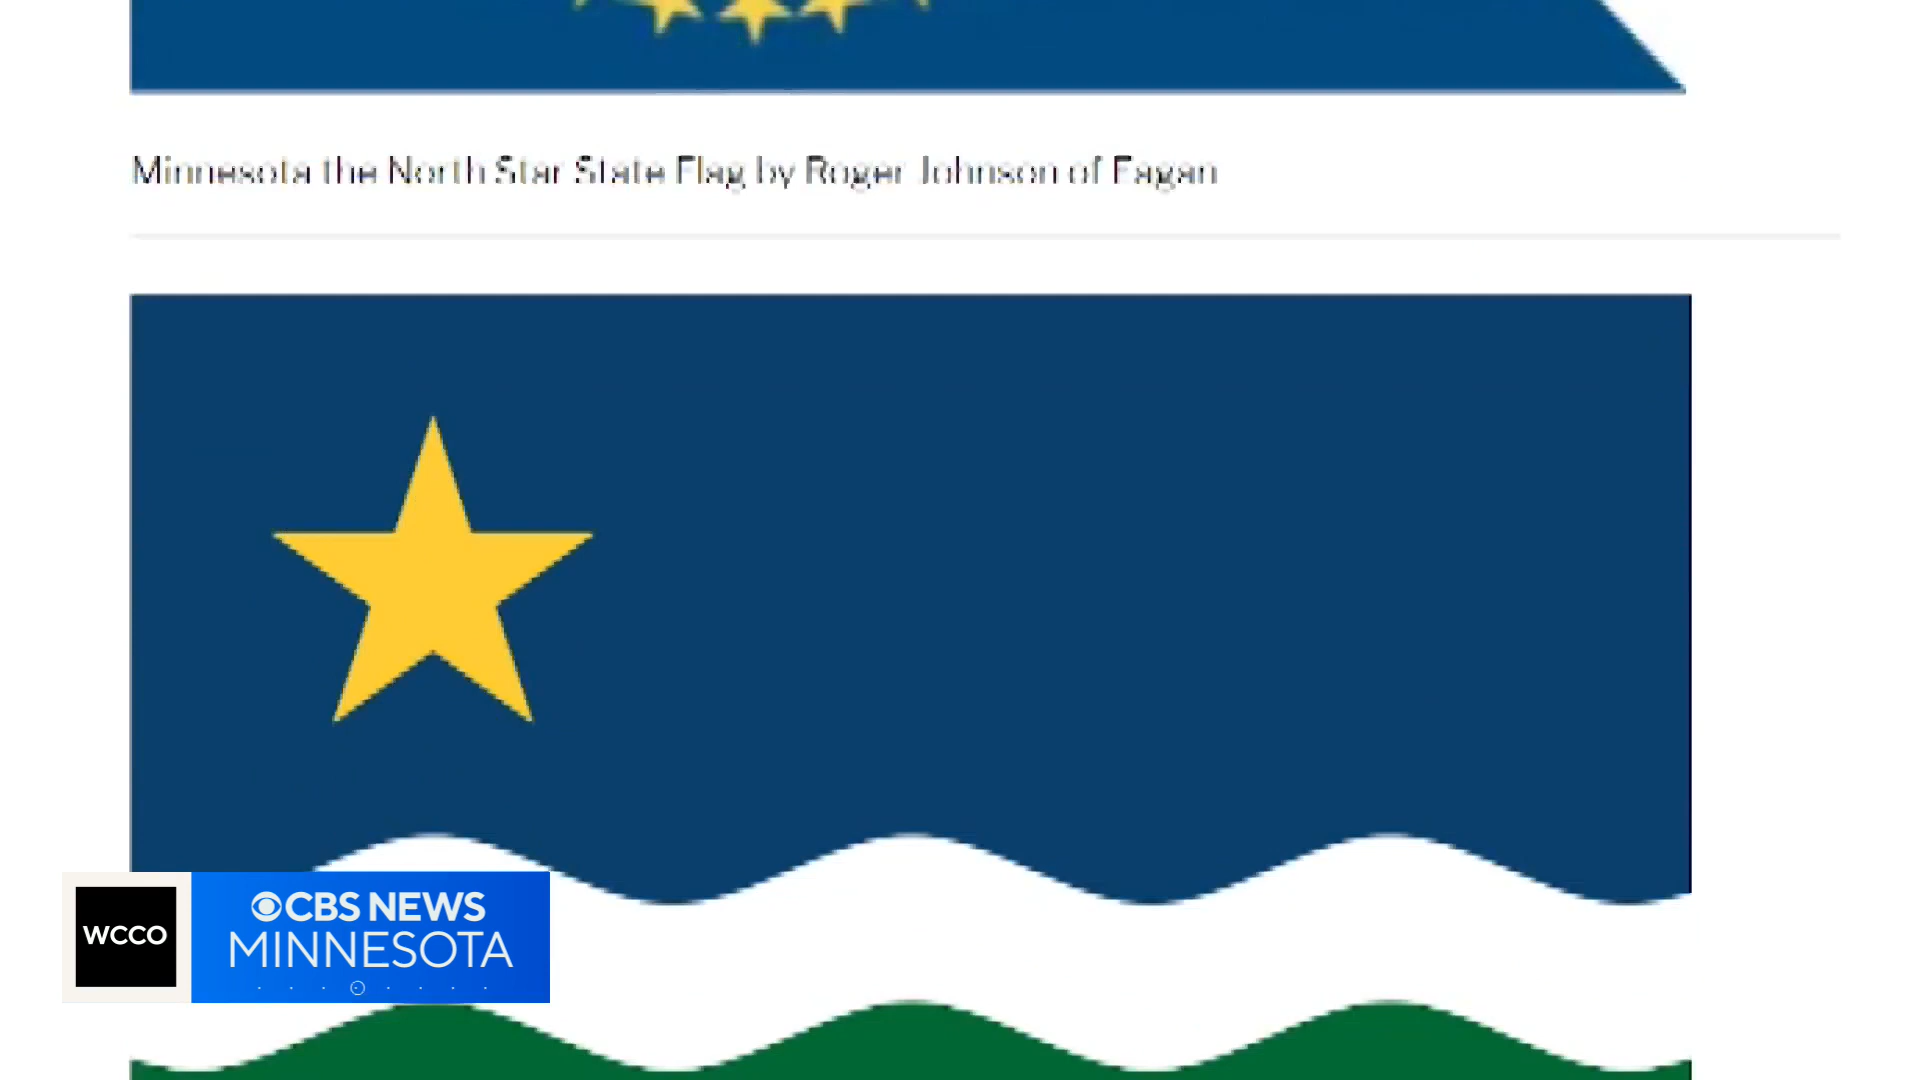 Minnesota the North Star State Flag by Roger Johnson of Eagan
WCCO
CBS NEWS
MINNESOTA